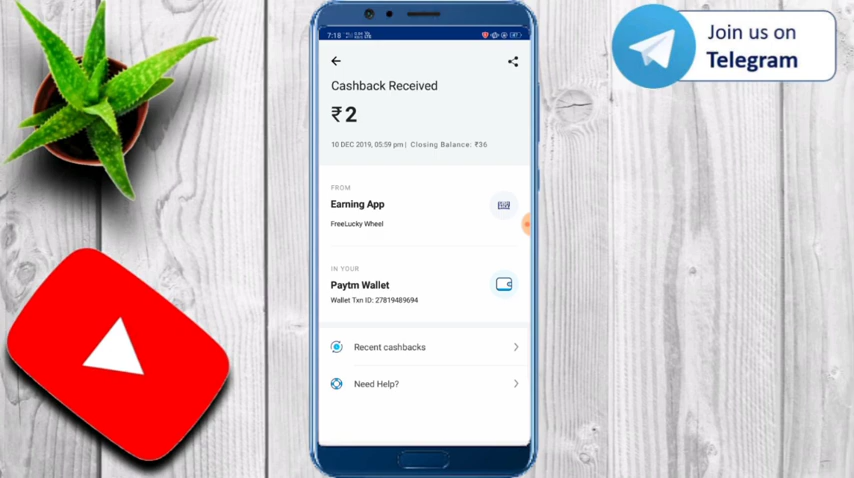 7:18
Join us on
Telegram
Cashback Received
₹2
10 DEC 2019, 05:59 pm| Closing Balance: ₹36
FROM
Earning App
FreeLucky Wheel
IN YOUR
Paytm Wallet
Wallet Txn ID: 27819489694
Recent cashbacks
Need Help?